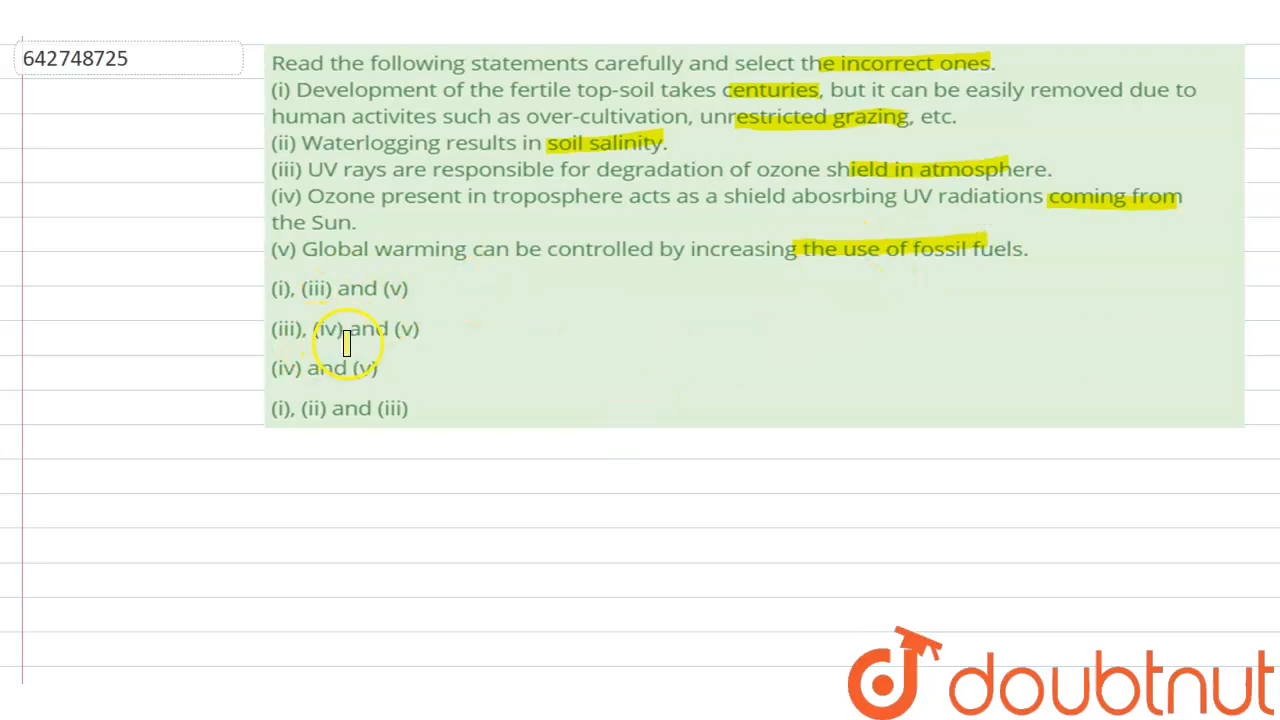 642748725
Read the following statements carefully and select the incorrect ones.
(i) Development of the fertile top-soil takes centuries, but it can be easily removed due to
human activites such as over-cultivation, unrestricted grazing, etc.
(ii) Waterlogging results in soil salinity.
(iii) UV rays are responsible for degradation of ozone shield in atmosphere.
(iv) Ozone present in troposphere acts as a shield abosrbing UV radiations coming from
the Sun.
(v) Global warming can be controlled by increasing the use of fossil fuels.
(i), (iii) and (v)
(iii), (iv) and (v)
(iv) and (v)
(i), (ii) and (iii)
doubtnut